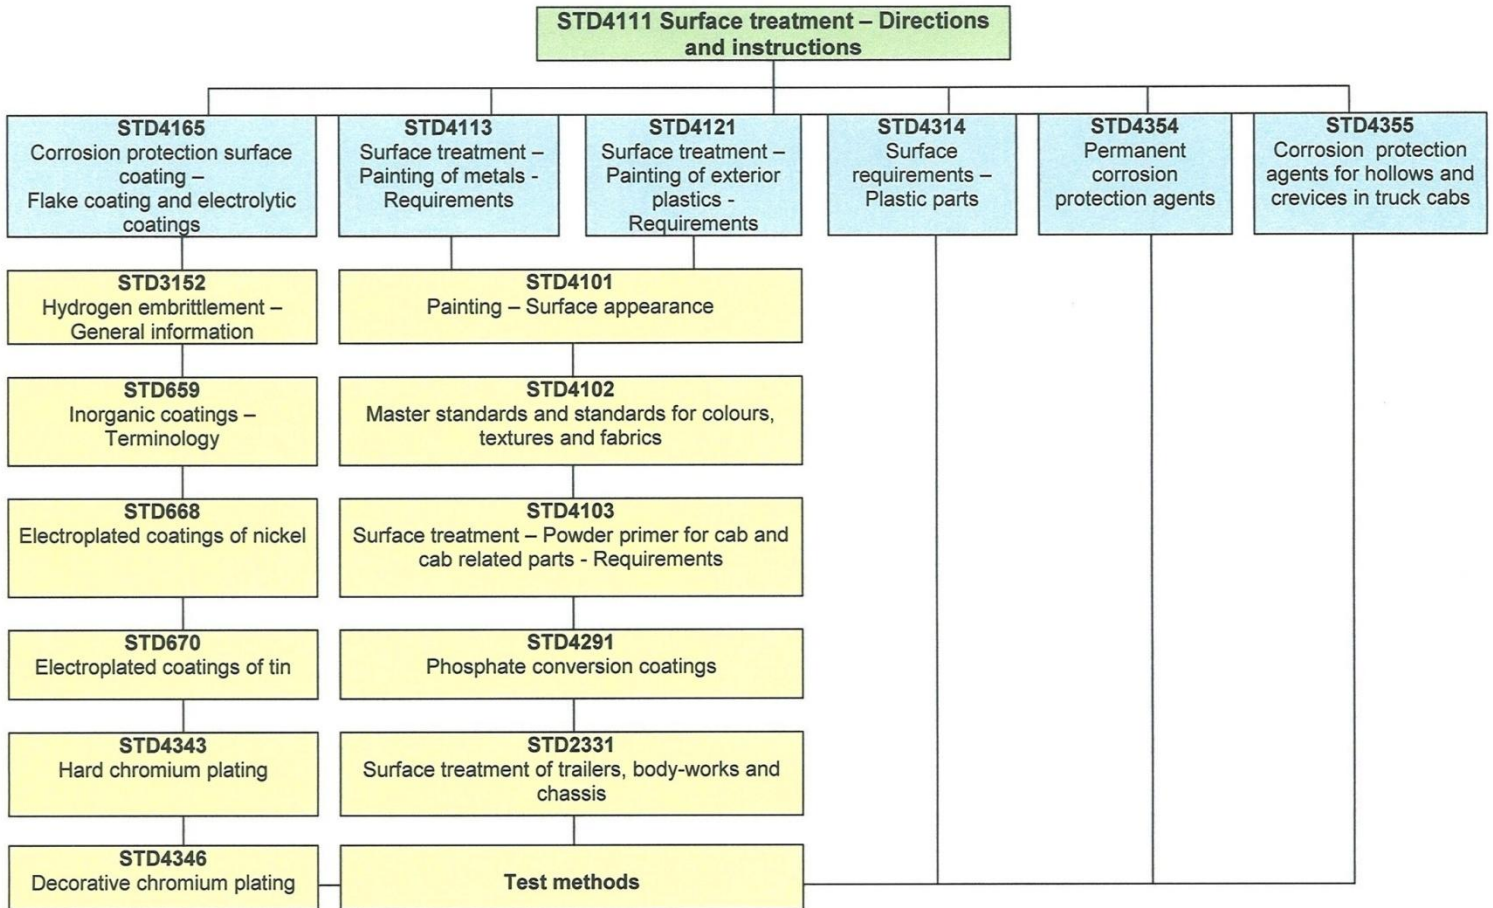 STD4111 Surface treatment – Directions
and instructions
STD4165
Corrosion protection surface
coating –
Flake coating and electrolytic
coatings
STD4113
Surface treatment –
Painting of metals -
Requirements
STD4121
Surface treatment –
Painting of exterior
plastics -
Requirements
STD4314
Surface
requirements –
Plastic parts
STD4354
Permanent
corrosion
protection agents
STD4355
Corrosion protection
agents for hollows and
crevices in truck cabs
STD3152
Hydrogen embrittlement –
General information
STD4101
Painting – Surface appearance
STD659
Inorganic coatings –
Terminology
STD4102
Master standards and standards for colours,
textures and fabrics
STD668
Electroplated coatings of nickel
STD4103
Surface treatment – Powder primer for cab and
cab related parts - Requirements
STD670
Electroplated coatings of tin
STD4291
Phosphate conversion coatings
STD4343
Hard chromium plating
STD2331
Surface treatment of trailers, body-works and
chassis
STD4346
Decorative chromium plating
Test methods